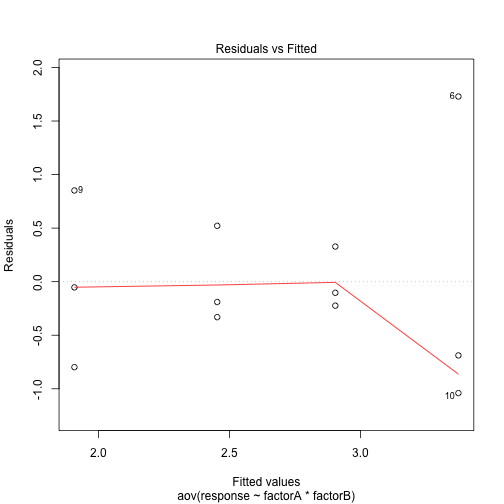 Residuals vs Fitted
2.0
1.5
1.0
0.5
0.0
-0.5
-1.0
Residuals
6
9
10
2.0 2.5 3.0
Fitted values
aov(response ~ factorA * factorB)